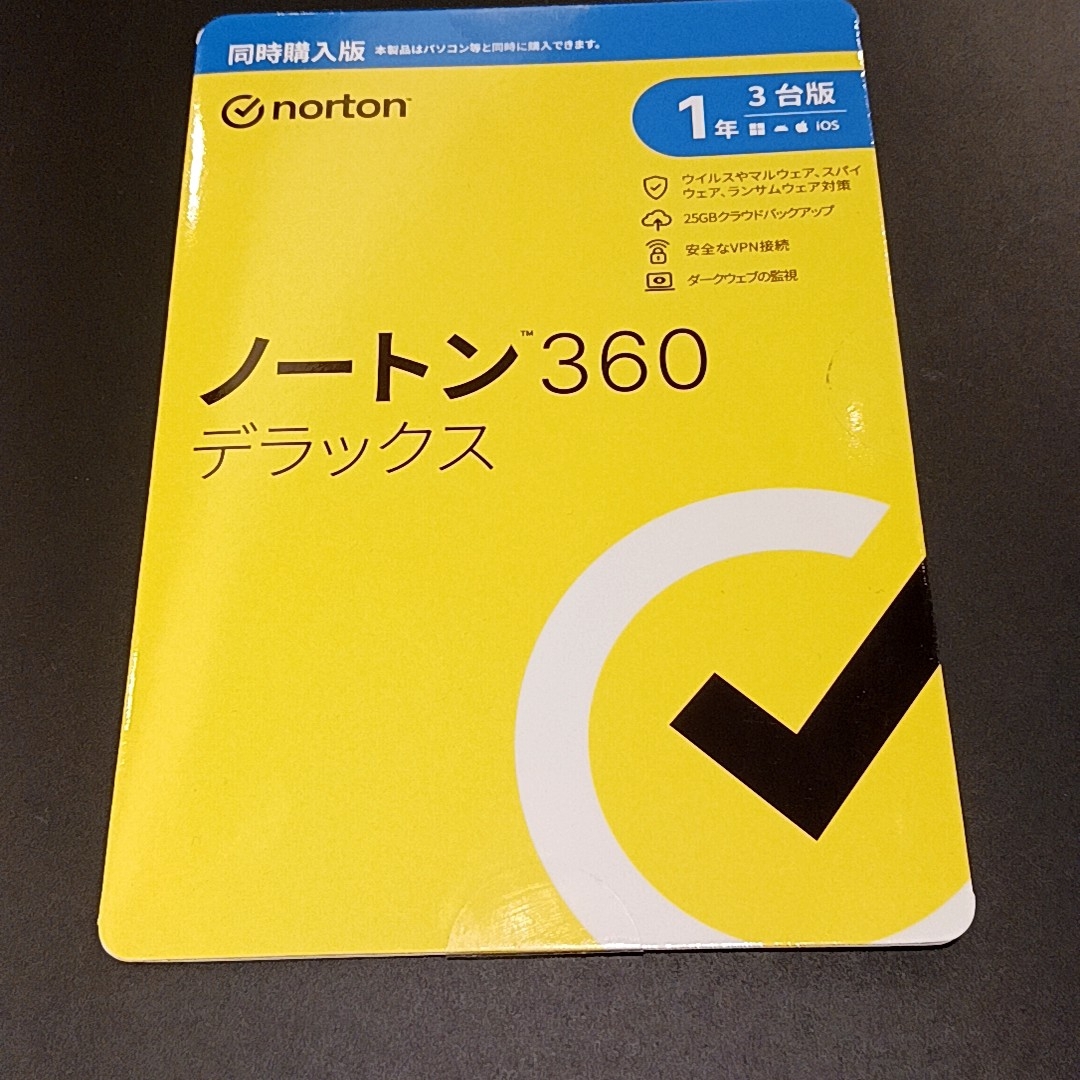 同時購入版 本製品はパソコン等と同時に購入できます。
norton
1年
3台版
iOS
ウイルスやマルウェア、スパイ
ウェア、ランサムウェア対策
25GBクラウドバックアップ
安全なVPN接続
ダークウェブの監視
ノートン™ 360
デラックス